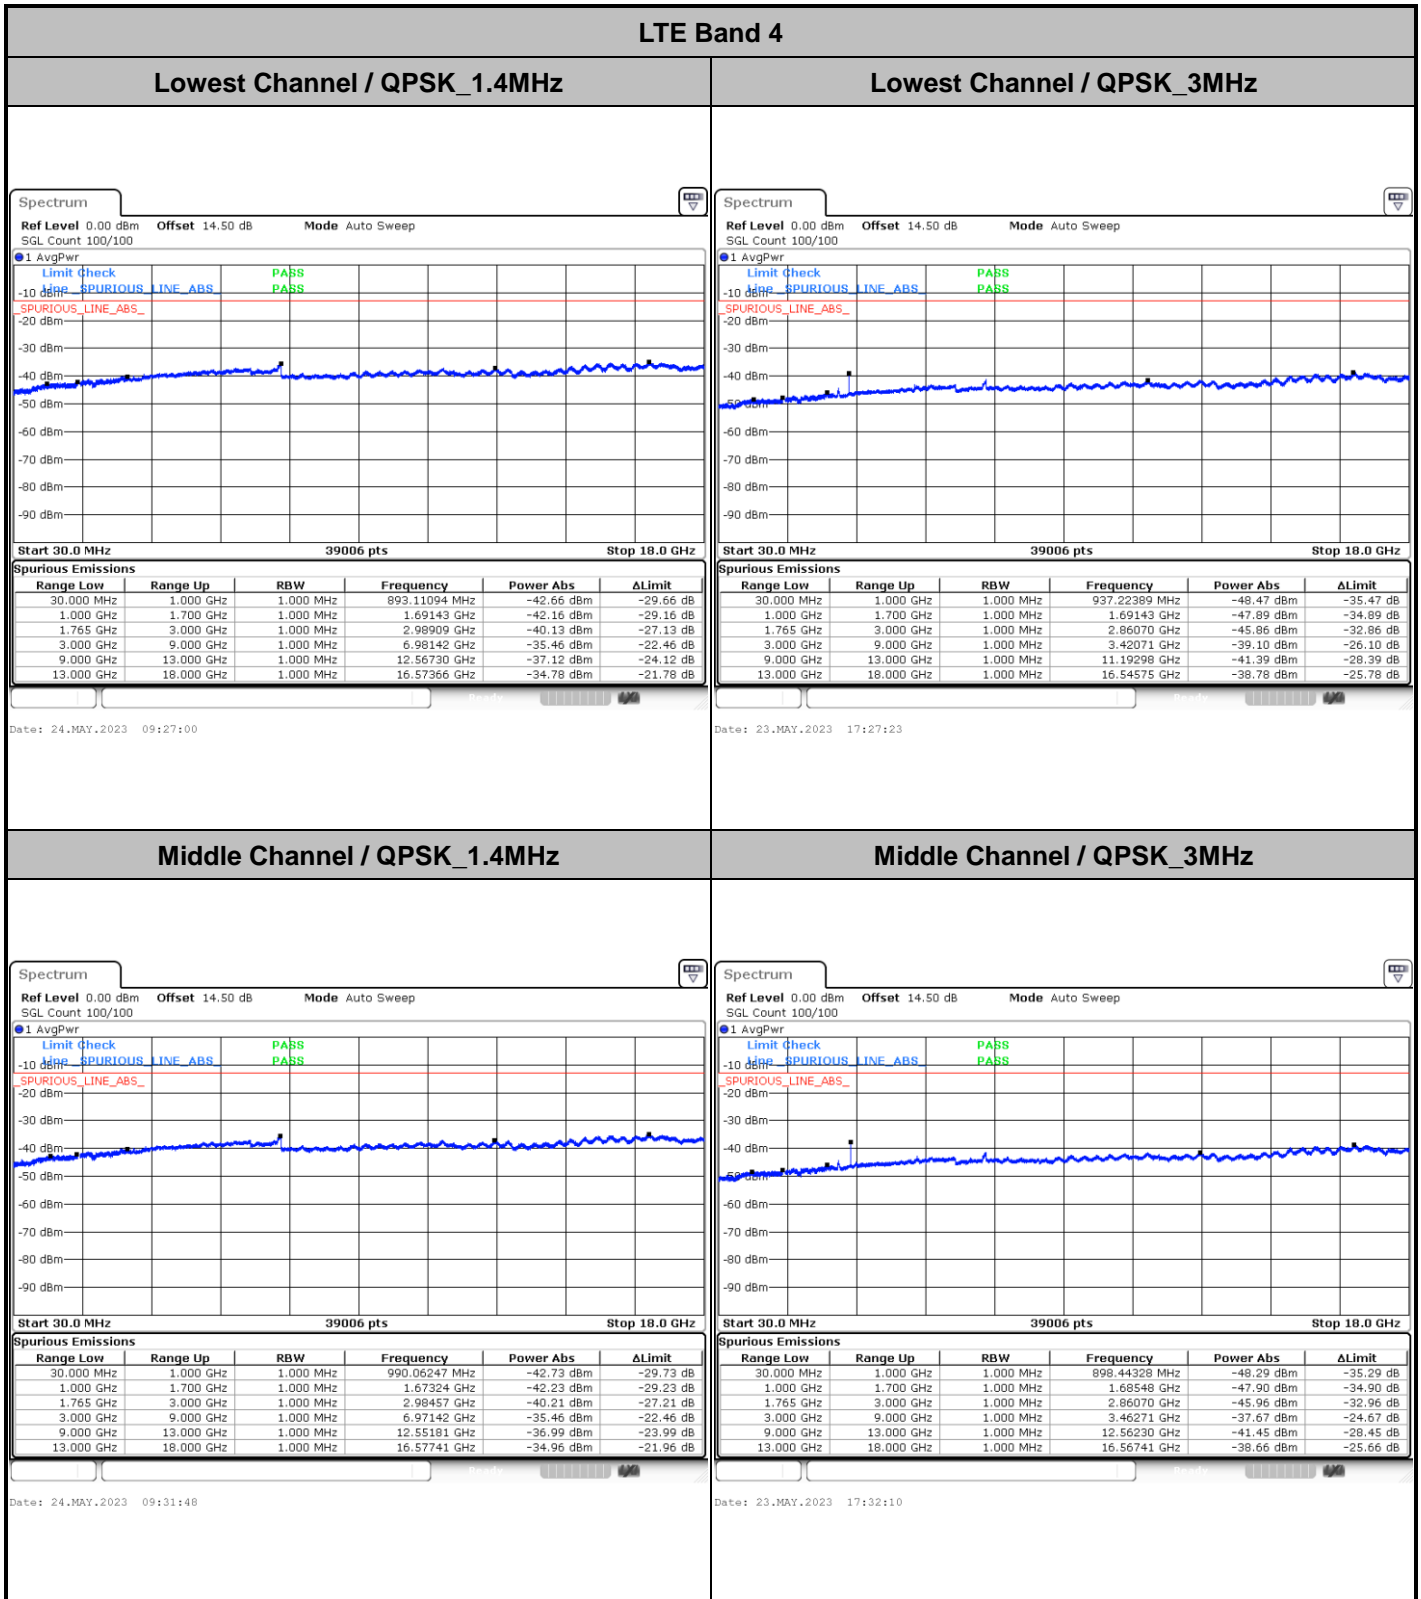 LTE Band 4
Lowest Channel / QPSK_1.4MHz
Lowest Channel / QPSK_3MHz
Spectrum
Ref Level 0.00 dBm Offset 14.50 dB Mode Auto Sweep
SGL Count 100/100
1 AvgPwr
Limit Check PASS
Line _SPURIOUS_LINE_ABS_ PASS
-10 dBm
_SPURIOUS_LINE_ABS_
-20 dBm
-30 dBm
-40 dBm
-50 dBm
-60 dBm
-70 dBm
-80 dBm
-90 dBm
Start 30.0 MHz 39006 pts Stop 18.0 GHz
Spurious Emissions
Range Low Range Up RBW Frequency Power Abs ΔLimit
30.000 MHz 1.000 GHz 1.000 MHz 893.11094 MHz -42.66 dBm -29.66 dB
1.000 GHz 1.700 GHz 1.000 MHz 1.69143 GHz -42.16 dBm -29.16 dB
1.765 GHz 3.000 GHz 1.000 MHz 2.98909 GHz -40.13 dBm -27.13 dB
3.000 GHz 9.000 GHz 1.000 MHz 6.98142 GHz -35.46 dBm -22.46 dB
9.000 GHz 13.000 GHz 1.000 MHz 12.56730 GHz -37.12 dBm -24.12 dB
13.000 GHz 18.000 GHz 1.000 MHz 16.57366 GHz -34.78 dBm -21.78 dB
Date: 24.MAY.2023 09:27:00
Spectrum
Ref Level 0.00 dBm Offset 14.50 dB Mode Auto Sweep
SGL Count 100/100
1 AvgPwr
Limit Check PASS
Line _SPURIOUS_LINE_ABS_ PASS
-10 dBm
_SPURIOUS_LINE_ABS_
-20 dBm
-30 dBm
-40 dBm
-50 dBm
-60 dBm
-70 dBm
-80 dBm
-90 dBm
Start 30.0 MHz 39006 pts Stop 18.0 GHz
Spurious Emissions
Range Low Range Up RBW Frequency Power Abs ΔLimit
30.000 MHz 1.000 GHz 1.000 MHz 937.22389 MHz -48.47 dBm -35.47 dB
1.000 GHz 1.700 GHz 1.000 MHz 1.69143 GHz -47.89 dBm -34.89 dB
1.765 GHz 3.000 GHz 1.000 MHz 2.86070 GHz -45.86 dBm -32.86 dB
3.000 GHz 9.000 GHz 1.000 MHz 3.42071 GHz -39.10 dBm -26.10 dB
9.000 GHz 13.000 GHz 1.000 MHz 11.19298 GHz -41.39 dBm -28.39 dB
13.000 GHz 18.000 GHz 1.000 MHz 16.54575 GHz -38.78 dBm -25.78 dB
Ready
Date: 23.MAY.2023 17:27:23
Middle Channel / QPSK_1.4MHz
Middle Channel / QPSK_3MHz
Spectrum
Ref Level 0.00 dBm Offset 14.50 dB Mode Auto Sweep
SGL Count 100/100
1 AvgPwr
Limit Check PASS
Line _SPURIOUS_LINE_ABS_ PASS
-10 dBm
_SPURIOUS_LINE_ABS_
-20 dBm
-30 dBm
-40 dBm
-50 dBm
-60 dBm
-70 dBm
-80 dBm
-90 dBm
Start 30.0 MHz 39006 pts Stop 18.0 GHz
Spurious Emissions
Range Low Range Up RBW Frequency Power Abs ΔLimit
30.000 MHz 1.000 GHz 1.000 MHz 990.06247 MHz -42.73 dBm -29.73 dB
1.000 GHz 1.700 GHz 1.000 MHz 1.67324 GHz -42.23 dBm -29.23 dB
1.765 GHz 3.000 GHz 1.000 MHz 2.98457 GHz -40.21 dBm -27.21 dB
3.000 GHz 9.000 GHz 1.000 MHz 6.97142 GHz -35.46 dBm -22.46 dB
9.000 GHz 13.000 GHz 1.000 MHz 12.55181 GHz -36.99 dBm -23.99 dB
13.000 GHz 18.000 GHz 1.000 MHz 16.57741 GHz -34.96 dBm -21.96 dB
Ready
Date: 24.MAY.2023 09:31:48
Spectrum
Ref Level 0.00 dBm Offset 14.50 dB Mode Auto Sweep
SGL Count 100/100
1 AvgPwr
Limit Check PASS
Line _SPURIOUS_LINE_ABS_ PASS
-10 dBm
_SPURIOUS_LINE_ABS_
-20 dBm
-30 dBm
-40 dBm
-50 dBm
-60 dBm
-70 dBm
-80 dBm
-90 dBm
Start 30.0 MHz 39006 pts Stop 18.0 GHz
Spurious Emissions
Range Low Range Up RBW Frequency Power Abs ΔLimit
30.000 MHz 1.000 GHz 1.000 MHz 898.44328 MHz -48.29 dBm -35.29 dB
1.000 GHz 1.700 GHz 1.000 MHz 1.68548 GHz -47.90 dBm -34.90 dB
1.765 GHz 3.000 GHz 1.000 MHz 2.86070 GHz -45.96 dBm -32.96 dB
3.000 GHz 9.000 GHz 1.000 MHz 3.46271 GHz -37.67 dBm -24.67 dB
9.000 GHz 13.000 GHz 1.000 MHz 12.56230 GHz -41.45 dBm -28.45 dB
13.000 GHz 18.000 GHz 1.000 MHz 16.56741 GHz -38.66 dBm -25.66 dB
Ready
Date: 23.MAY.2023 17:32:10